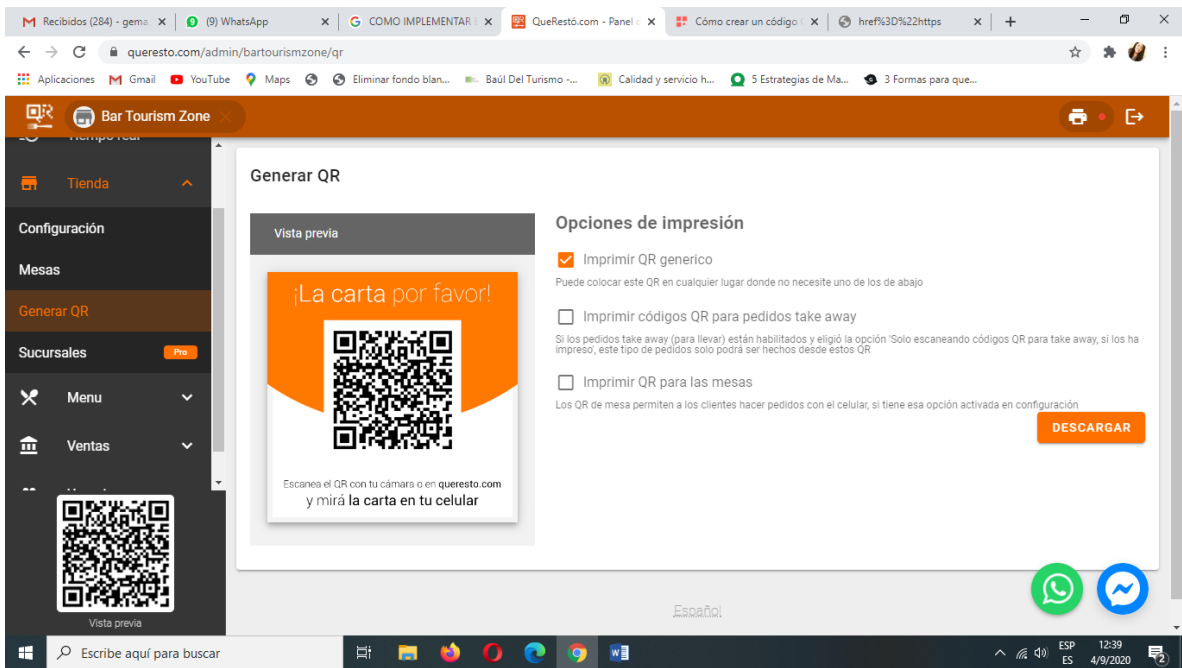 Recibidos (284) - gema.
(9) WhatsApp
COMO IMPLEMENTAR
QueRestó.com - Panel
Cómo crear un código
href%3D%22https
queresto.com/admin/bartourismzone/qr
Aplicaciones
Gmail
YouTube
Maps
Eliminar fondo blan...
Baúl Del Turismo -...
Calidad y servicio h...
5 Estrategias de Ma...
3 Formas para que...
Bar Tourism Zone
Tiempo real
Tienda
Configuración
Mesas
Generar QR
Sucursales
Pro
Menu
Ventas
Vista previa
Generar QR
Vista previa
¡La carta por favor!
Escanea el QR con tu cámara o en queresto.com
y mirá la carta en tu celular
Opciones de impresión
Imprimir QR generico
Puede colocar este QR en cualquier lugar donde no necesite uno de los de abajo
Imprimir códigos QR para pedidos take away
Si los pedidos take away (para llevar) están habilitados y eligió la opción 'Solo escaneando códigos QR para take away, si los ha
impreso', este tipo de pedidos solo podrá ser hechos desde estos QR
Imprimir QR para las mesas
Los QR de mesa permiten a los clientes hacer pedidos con el celular, si tiene esa opción activada en configuración
DESCARGAR
Español
Escribe aquí para buscar
ESP
ES
12:39
4/9/2020
2